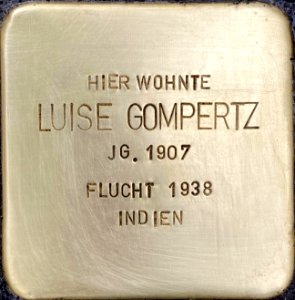 HIER WOHNTE
LUISE GOMPERTZ
JG. 1907
FLUCHT 1938
INDIEN